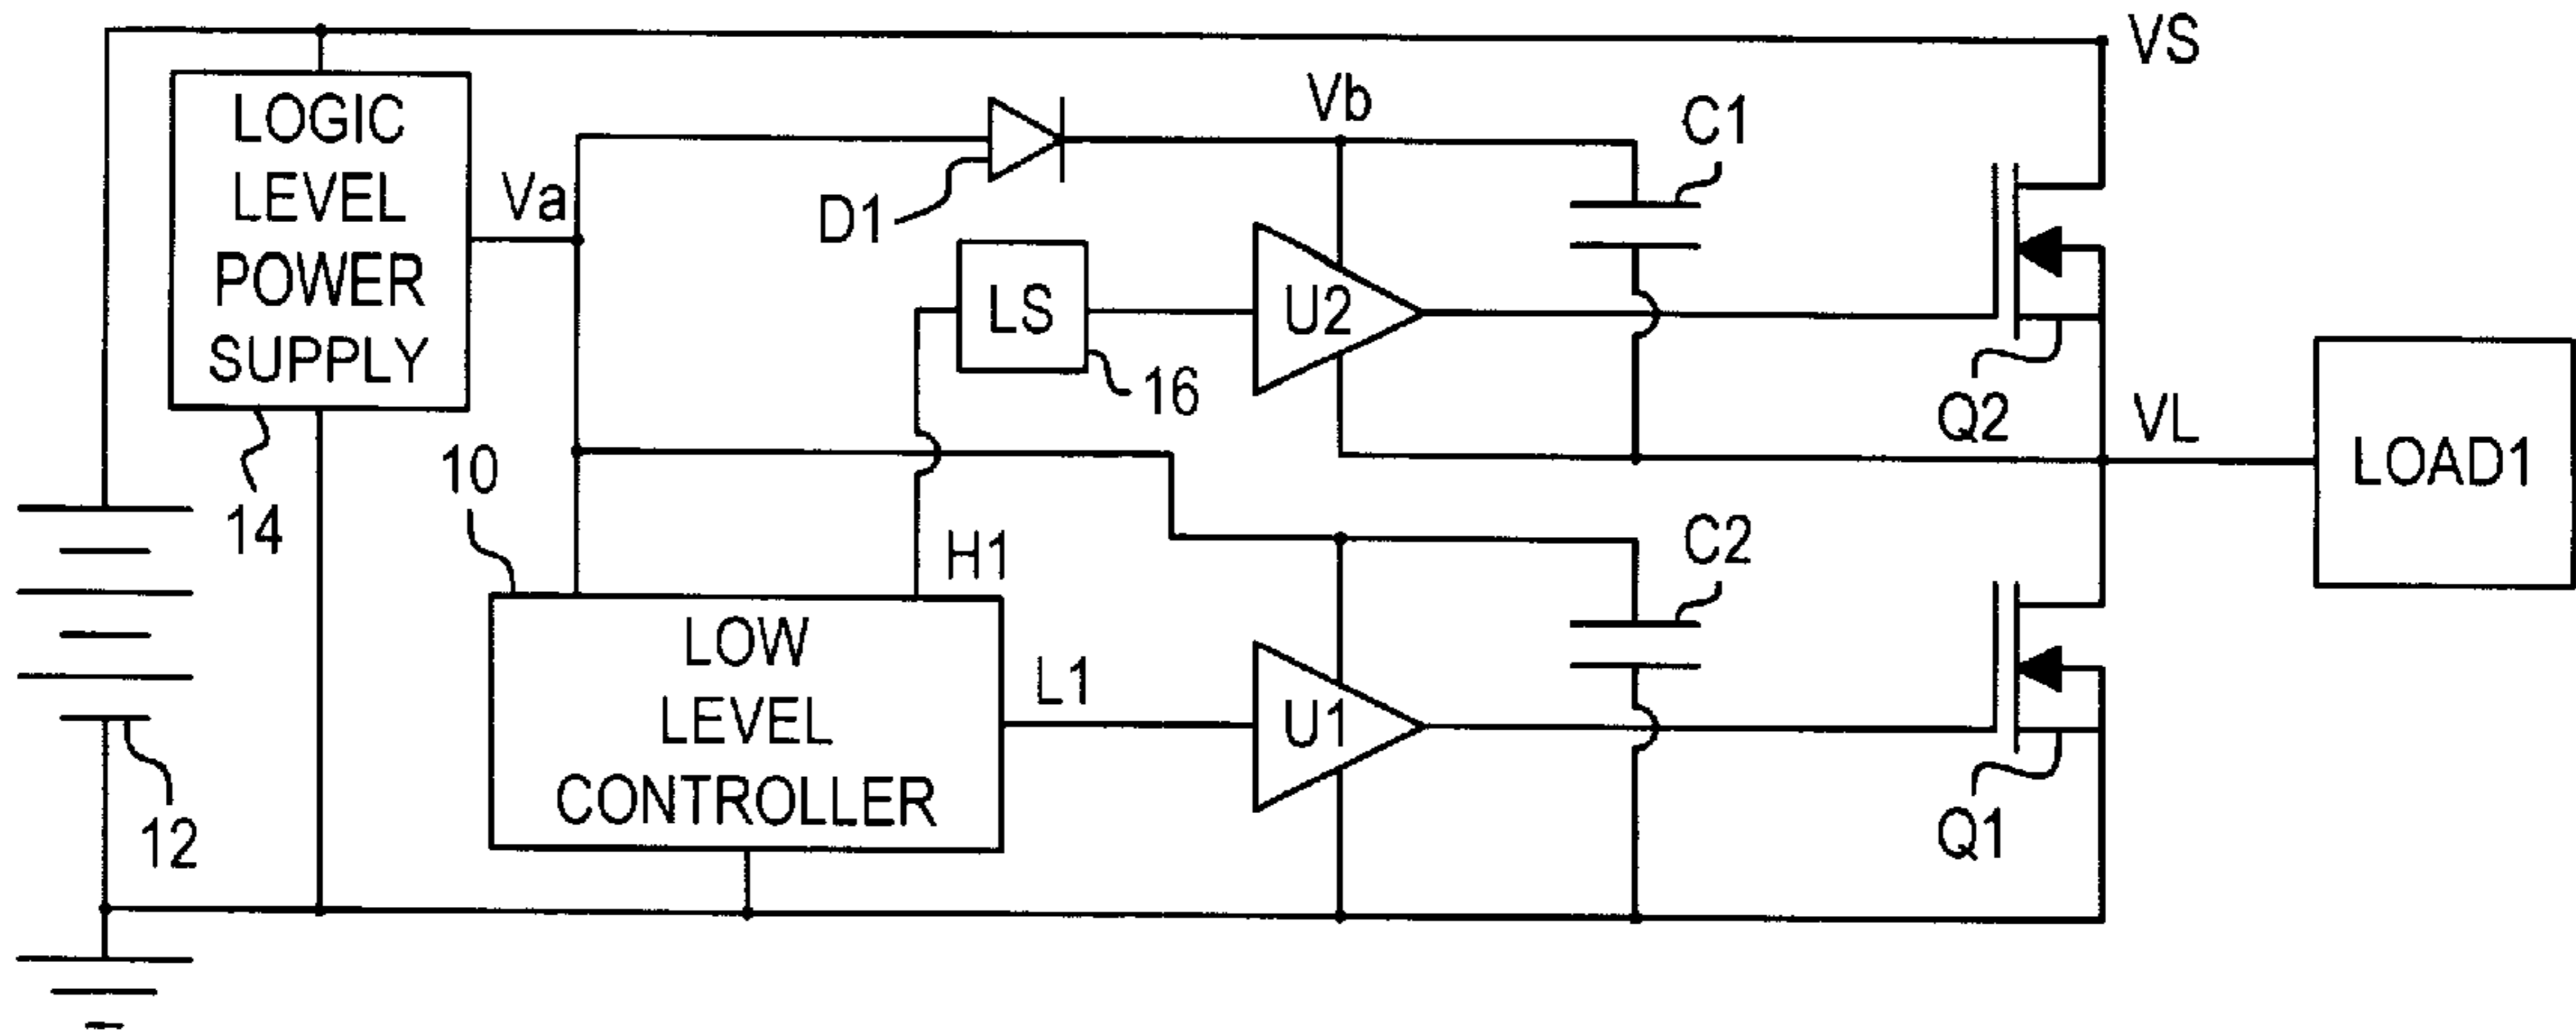 VS
LOGIC
LEVEL
POWER
SUPPLY
Va
Vb
C1
D1
LS
U2
16
Q2
VL
LOAD1
14
10
H1
C2
LOW
LEVEL
CONTROLLER
L1
U1
Q1
12